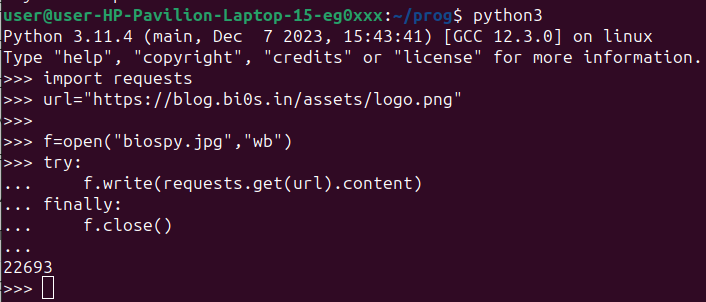 user@user-HP-Pavilion-Laptop-15-eg0xxx:~/prog$ python3
Python 3.11.4 (main, Dec  7 2023, 15:43:41) [GCC 12.3.0] on linux
Type "help", "copyright", "credits" or "license" for more information.
>>> import requests
>>> url="https://blog.bi0s.in/assets/logo.png"
>>>
>>> f=open("biospy.jpg","wb")
>>> try:
...     f.write(requests.get(url).content)
... finally:
...     f.close()
...
22693
>>>